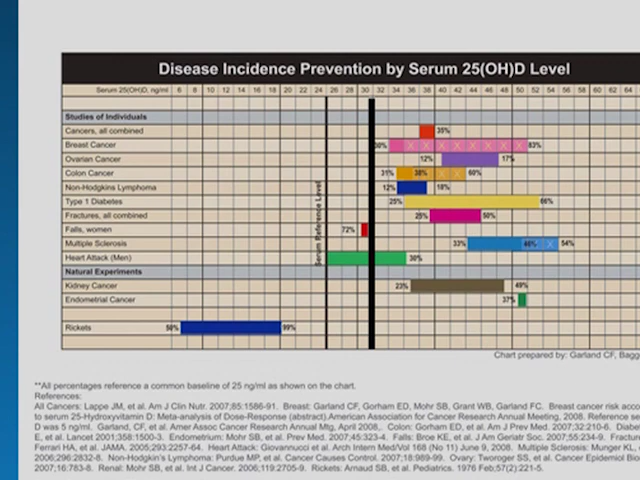 Disease Incidence Prevention by Serum 25(OH)D Level
Serum 25(OH)D, ng/ml 6 8 10 12 14 16 18 20 22 24 26 28 30 32 34 36 38 40 42 44 46 48 50 52 54 56 58 60 62 64
Studies of Individuals
Cancers, all combined 35%
Breast Cancer 30% X X X X X X X X X 83%
Ovarian Cancer 12% 17%
Colon Cancer 31% 38% 60%
Non-Hodgkins Lymphoma 12% 18%
Type 1 Diabetes 25% 66%
Fractures, all combined 25% 50%
Falls, women 72%
Multiple Sclerosis 33% 46% X 54%
Heart Attack (Men) 30%
Serum Reference Level
Natural Experiments
Kidney Cancer 23% 49%
Endometrial Cancer 37%
Rickets 50% 99%
Chart prepared by: Garland CF, Bagg
**All percentages reference a common baseline of 25 ng/ml as shown on the chart.
References:
All Cancers: Lappe JM, et al. Am J Clin Nutr. 2007;85:1586-91. Breast: Garland CF, Gorham ED, Mohr SB, Grant WB, Garland FC. Breast cancer risk acco
to serum 25-Hydroxyvitamin D: Meta-analysis of Dose-Response (abstract).American Association for Cancer Research Annual Meeting, 2008. Reference se
D was 5 ng/ml. Garland, CF, et al. Amer Assoc Cancer Research Annual Mtg, April 2008,. Colon: Gorham ED, et al. Am J Prev Med. 2007;32:210-6. Diabet
E, et al. Lancet 2001;358:1500-3. Endometrium: Mohr SB, et al. Prev Med. 2007;45:323-4. Falls: Broe KE, et al. J Am Geriatr Soc. 2007;55:234-9. Fractur
Ferrari HA, et al. JAMA. 2005;293:2257-64. Heart Attack: Giovannucci et al. Arch Intern Med/Vol 168 (No 11) June 9, 2008. Multiple Sclerosis: Munger KL,
2006;296:2832-8. Non-Hodgkin's Lymphoma: Purdue MP, et al. Cancer Causes Control. 2007;18:989-99. Ovary: Tworoger SS, et al. Cancer Epidemiol Bio
2007;16:783-8. Renal: Mohr SB, et al. Int J Cancer. 2006;119:2705-9. Rickets: Arnaud SB, et al. Pediatrics. 1976 Feb;57(2):221-5.